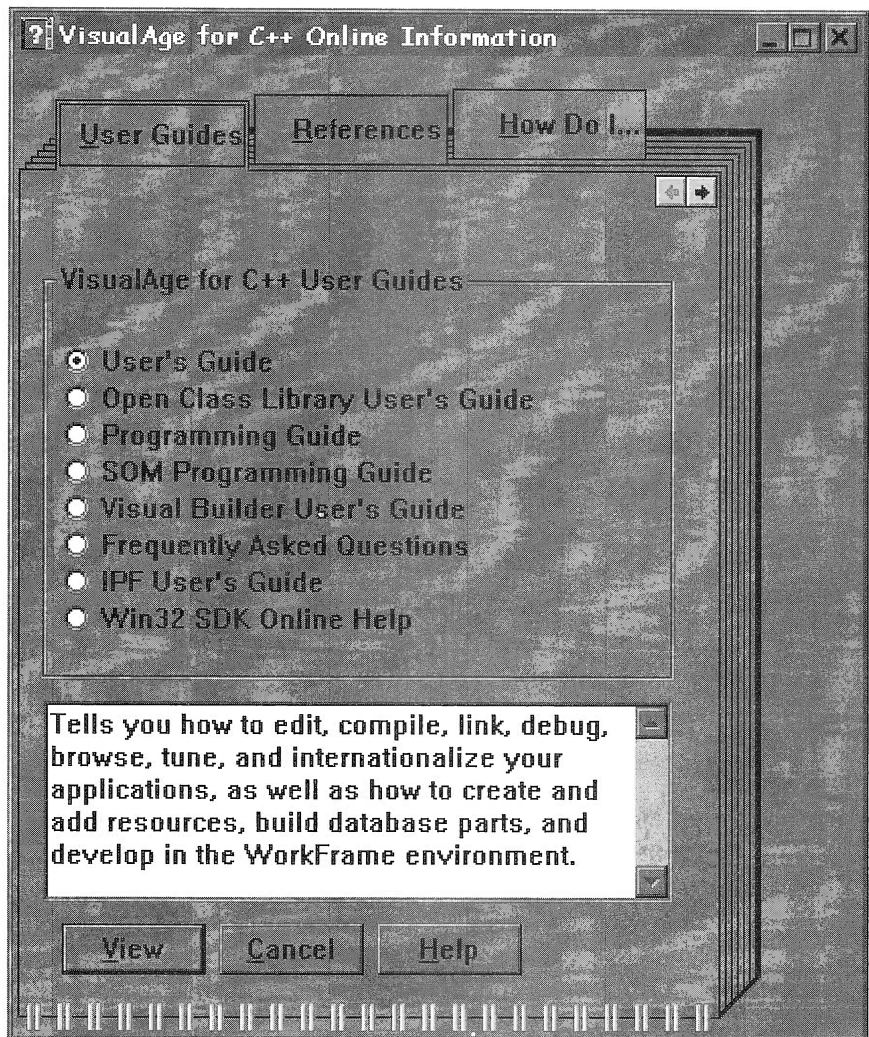 VisualAge for C++ Online Information
User Guides
References
How Do I...
VisualAge for C++ User Guides
User's Guide
Open Class Library User's Guide
Programming Guide
SOM Programming Guide
Visual Builder User's Guide
Frequently Asked Questions
IPF User's Guide
Win32 SDK Online Help
Tells you how to edit, compile, link, debug,
browse, tune, and internationalize your
applications, as well as how to create and
add resources, build database parts, and
develop in the WorkFrame environment.
View
Cancel
Help